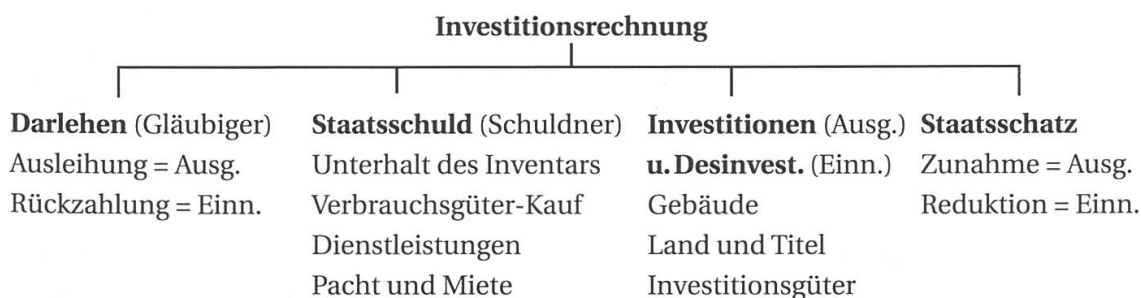 Investitionsrechnung
Darlehen (Gläubiger)
Ausleihung = Ausg.
Rückzahlung = Einn.
Staatsschuld (Schuldner)
Unterhalt des Inventars
Verbrauchsgüter-Kauf
Dienstleistungen
Pacht und Miete
Investitionen (Ausg.)
u. Desinvest. (Einn.)
Gebäude
Land und Titel
Investitionsgüter
Staatsschatz
Zunahme = Ausg.
Reduktion = Einn.